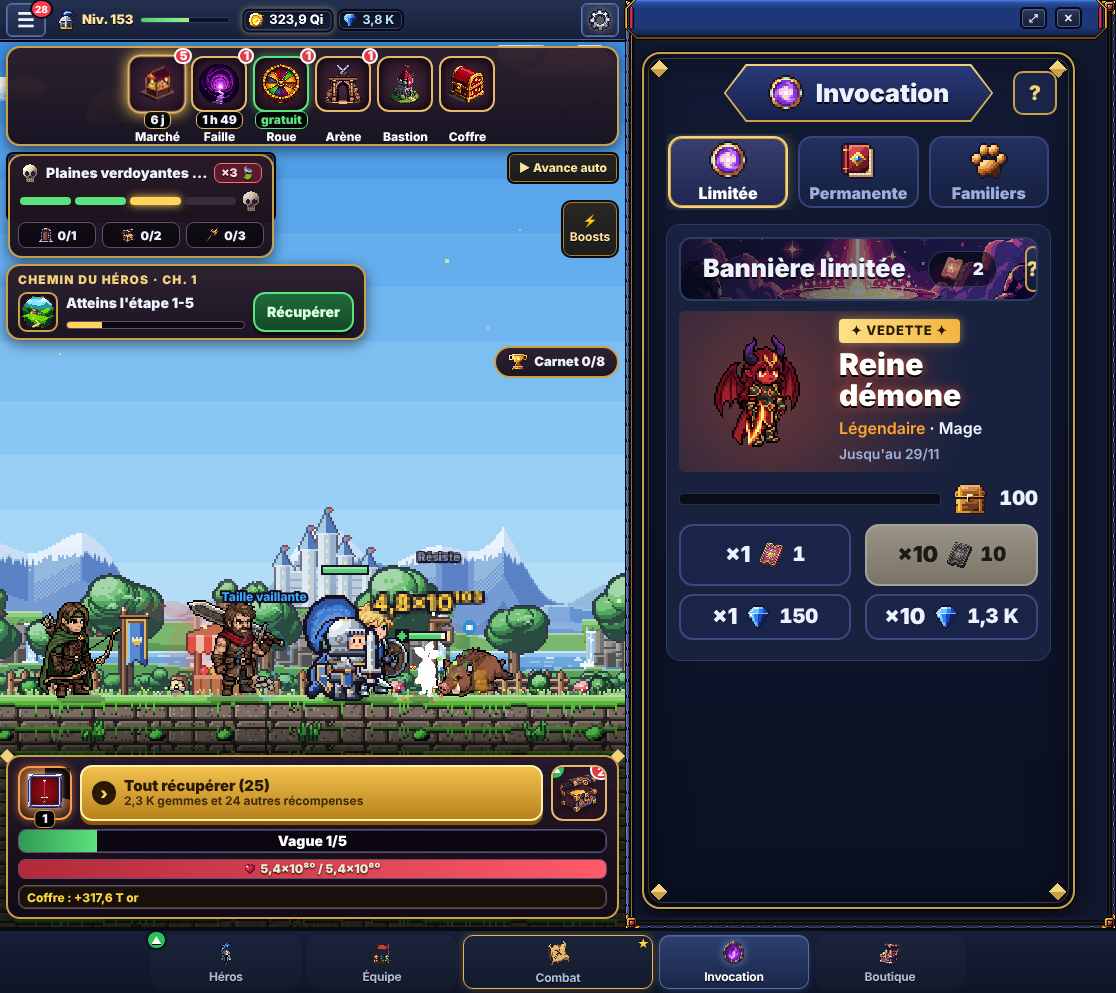 28
Niv. 153
323,9 Qi
3,8 K
5
1
1
1
6 j
1 h 49
gratuit
Marché
Faille
Roue
Arène
Bastion
Coffre
Plaines verdoyantes ...
×3
0/1
0/2
0/3
▶ Avance auto
Boosts
CHEMIN DU HÉROS · CH. 1
Atteins l'étape 1-5
Récupérer
Carnet 0/8
Résiste
Taille vaillante
Tout récupérer (25)
2,3 K gemmes et 24 autres récompenses
1
2
Vague 1/5
5,4×10⁸⁰ / 5,4×10⁸⁰
Coffre : +317,6 T or
Invocation
?
Limitée
Permanente
Familiers
Bannière limitée
2
?
✦ VEDETTE ✦
Reine
démone
Légendaire · Mage
Jusqu'au 29/11
100
×1 1
×10 10
×1 150
×10 1,3 K
Héros
Équipe
Combat
Invocation
Boutique